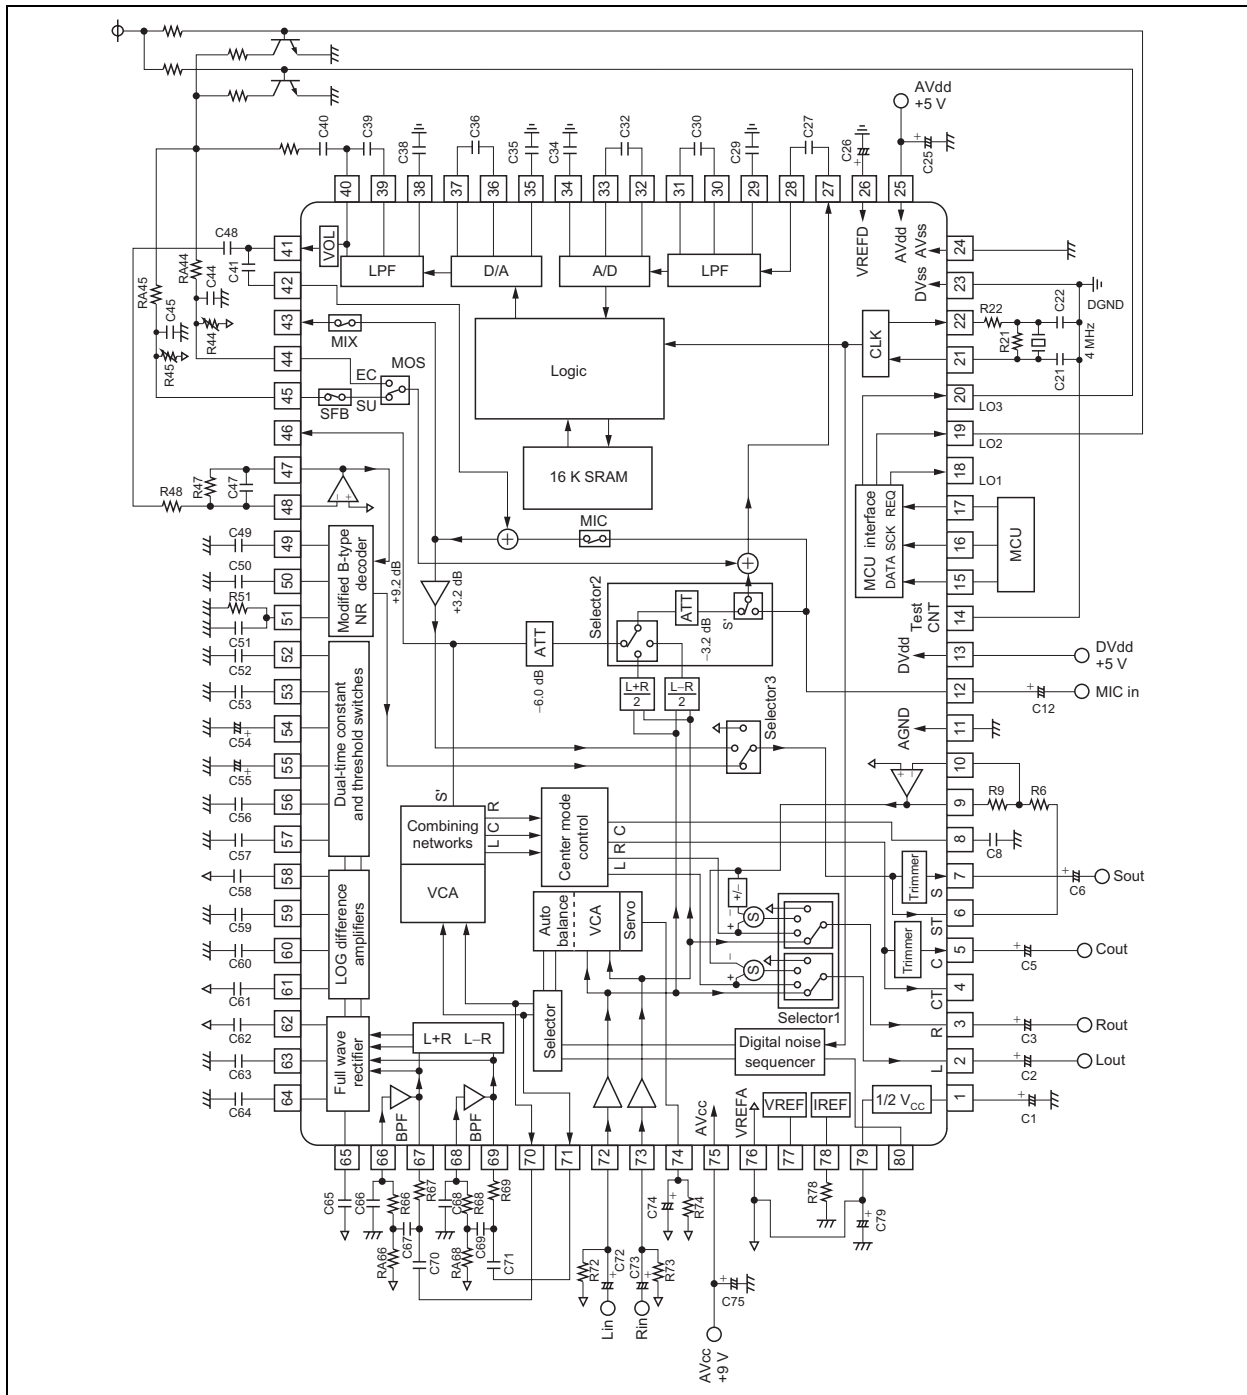 C40
C39
C38
C37
C36
C35
C34
C32
C30
C29
C27
C26
C25
AVdd
+5 V
40
39
38
37
36
35
34
33
32
31
30
29
28
27
26
25
C48
C41
RA44
C44
R44
RA45
C45
R45
41
42
43
44
45
46
47
48
49
50
51
52
53
54
55
56
57
58
59
60
61
62
63
64
VOL
LPF
D/A
A/D
LPF
VREFD
AVdd
AVss
DVss
24
23
22
21
20
19
18
17
16
15
14
13
12
11
10
9
8
7
6
5
4
3
2
1
DGND
R22
C22
R21
4 MHz
C21
CLK
MIX
MOS
EC
SU
SFB
Logic
16 K SRAM
LO3
LO2
LO1
MCU interface
DATA SCK REQ
MCU
Test
CNT
DVdd
DVdd
+5 V
MIC in
C12
AGND
R47
C47
R48
C49
C50
R51
C51
C52
C53
C54
+
C55
+
C56
C57
C58
C59
C60
C61
C62
C63
C64
Modified B-type
NR decoder
+9.2 dB
+3.2 dB
MIC
Selector2
ATT
–3.2 dB
S'
ATT
–6.0 dB
L+R
2
L–R
2
Selector3
Dual-time constant
and threshold switches
LOG difference
amplifiers
Full wave
rectifier
S'
Combining
networks
VCA
L C R
Center mode
control
L R C
Auto
balance
VCA
Servo
+/–
S
S
Selector1
Trimmer
S
ST
Trimmer
C
CT
R
L
R9
R6
C8
C6
Sout
C5
Cout
C3
Rout
C2
Lout
C1
L+R L–R
BPF
BPF
Selector
Digital noise
sequencer
AVcc
VREFA
VREF
IREF
1/2 VCC
65
66
67
68
69
70
71
72
73
74
75
76
77
78
79
80
C65
C66
R66
RA66
C67
R67
C70
C68
R68
RA68
C69
R69
C71
R72
C72
C73
R73
C74
R74
Lin
Rin
C75
AVcc
+9 V
R78
C79